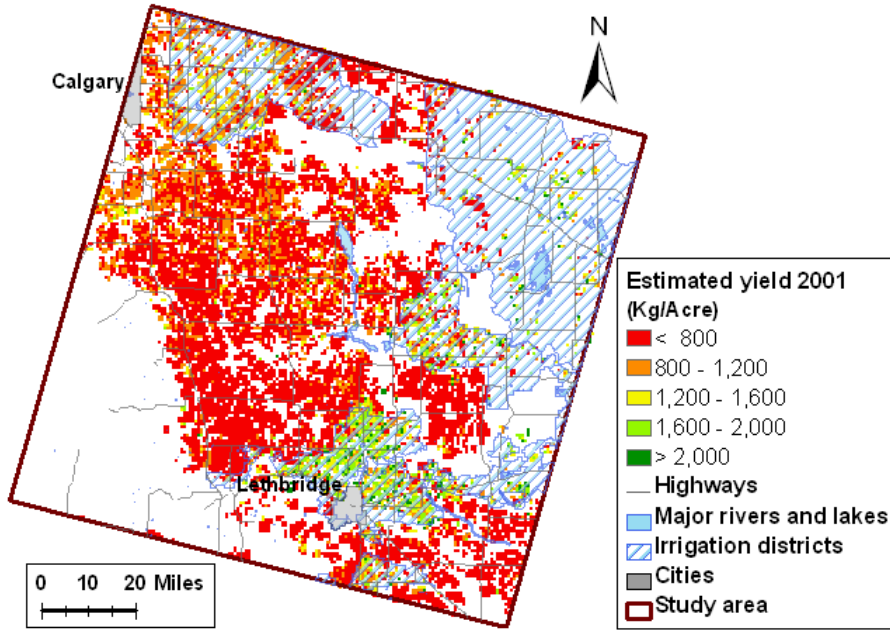 N
Calgary
Lethbridge
Estimated yield 2001
(Kg/Acre)
< 800
800 - 1,200
1,200 - 1,600
1,600 - 2,000
> 2,000
Highways
Major rivers and lakes
Irrigation districts
Cities
Study area
0 10 20 Miles